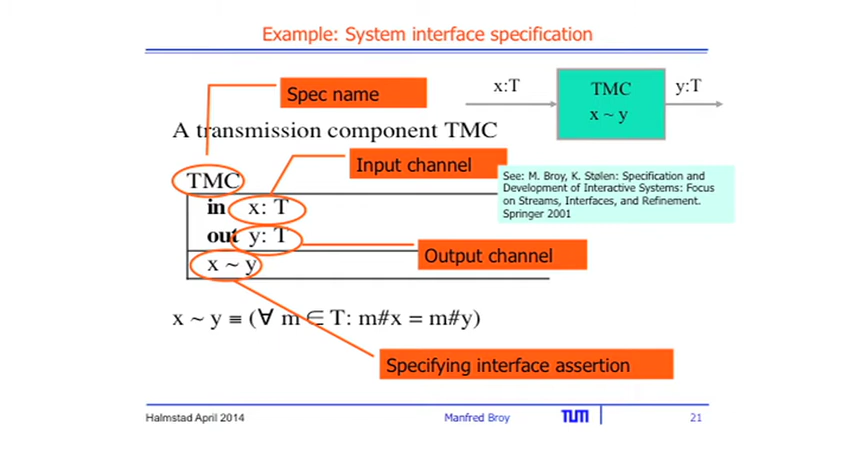 Example: System interface specification
Spec name
x:T
TMC
x ~ y
y:T
A transmission component TMC
Input channel
See: M. Broy, K. Stølen: Specification and
Development of Interactive Systems: Focus
on Streams, Interfaces, and Refinement.
Springer 2001
TMC
in x: T
out y: T
Output channel
x ~ y
x ~ y ≡ (∀ m ∈ T: m#x = m#y)
Specifying interface assertion
Halmstad April 2014
Manfred Broy
TUM
21